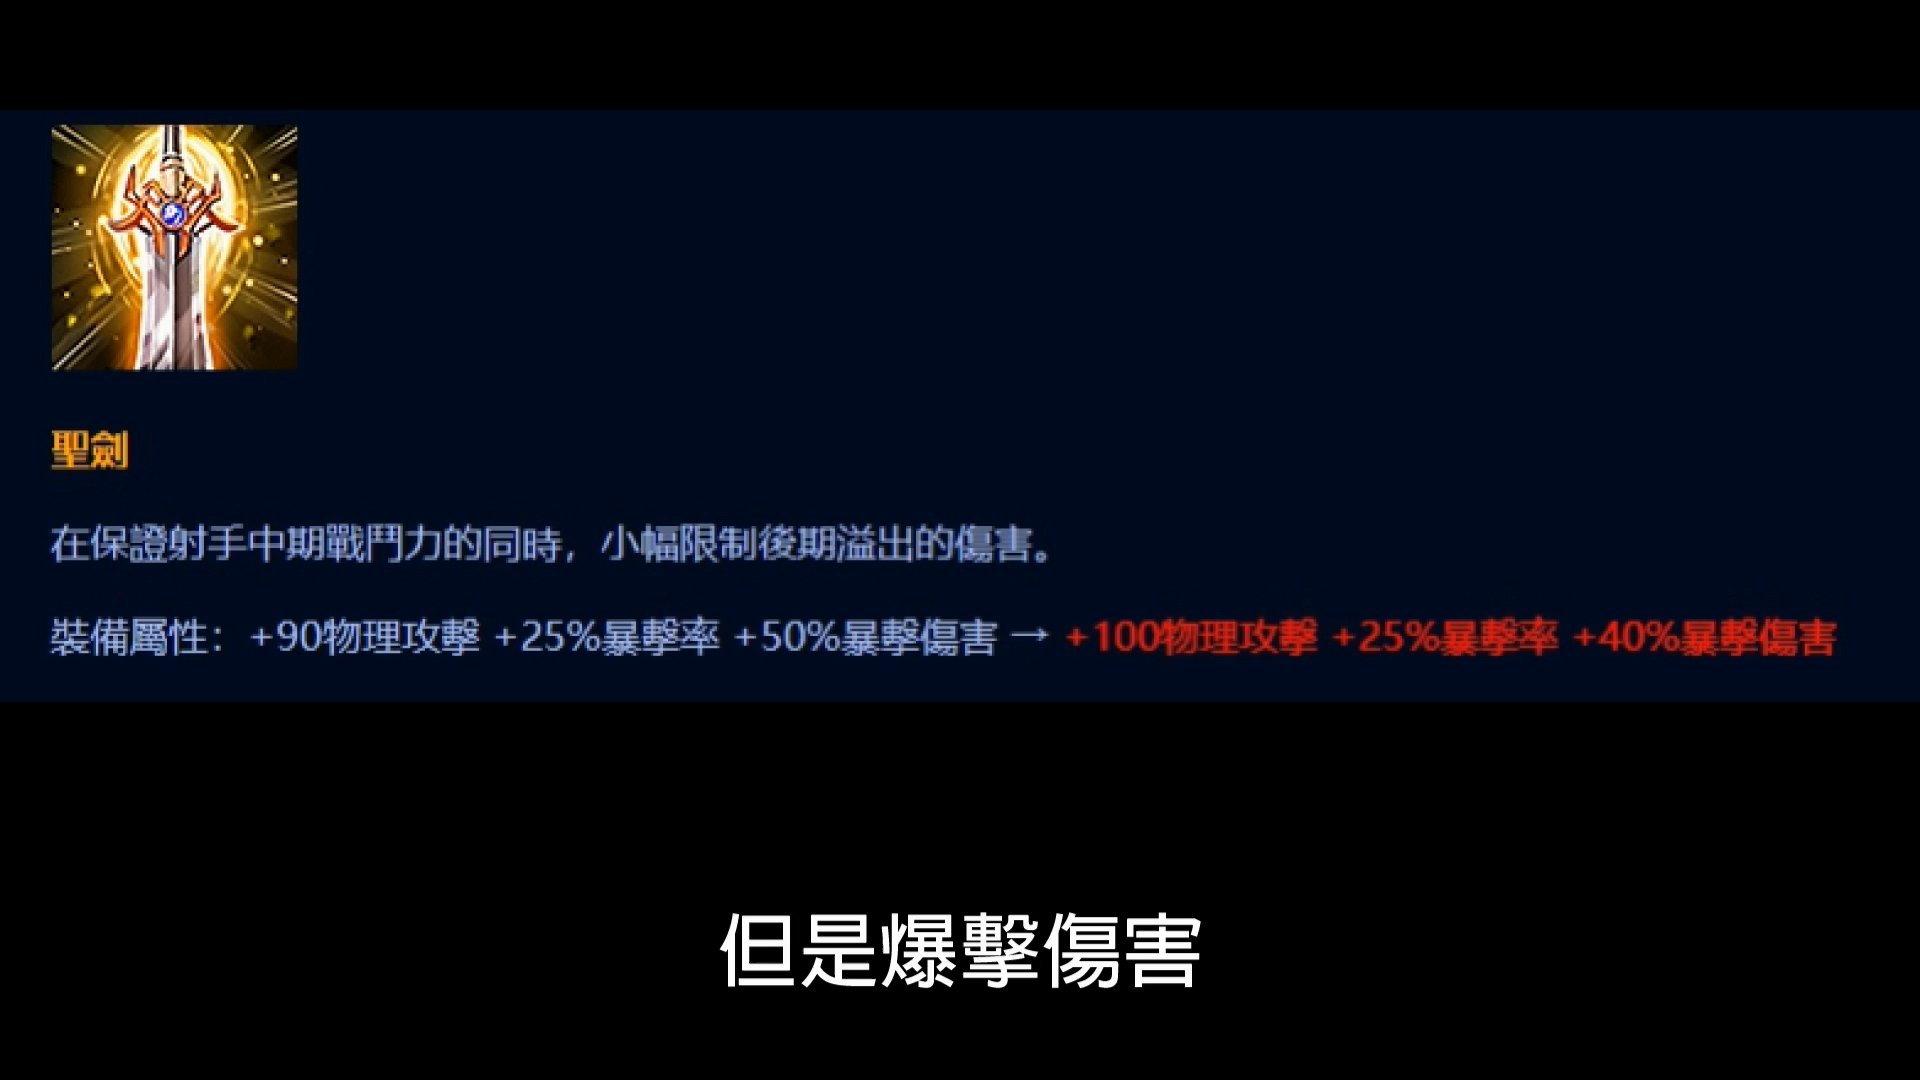 聖劍
在保證射手中期戰鬥力的同時，小幅限制後期溢出的傷害。
裝備屬性：+90物理攻擊 +25%暴擊率 +50%暴擊傷害 → +100物理攻擊 +25%暴擊率 +40%暴擊傷害
但是爆擊傷害